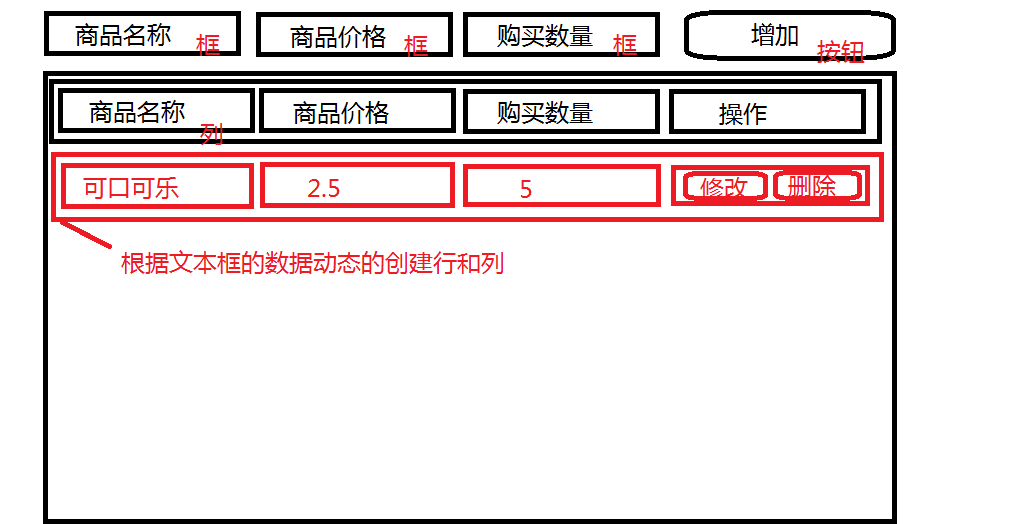 商品名称 框 商品价格 框 购买数量 框 增加 按钮
商品名称 列 商品价格 购买数量 操作
可口可乐 2.5 5 修改 删除
根据文本框的数据动态的创建行和列